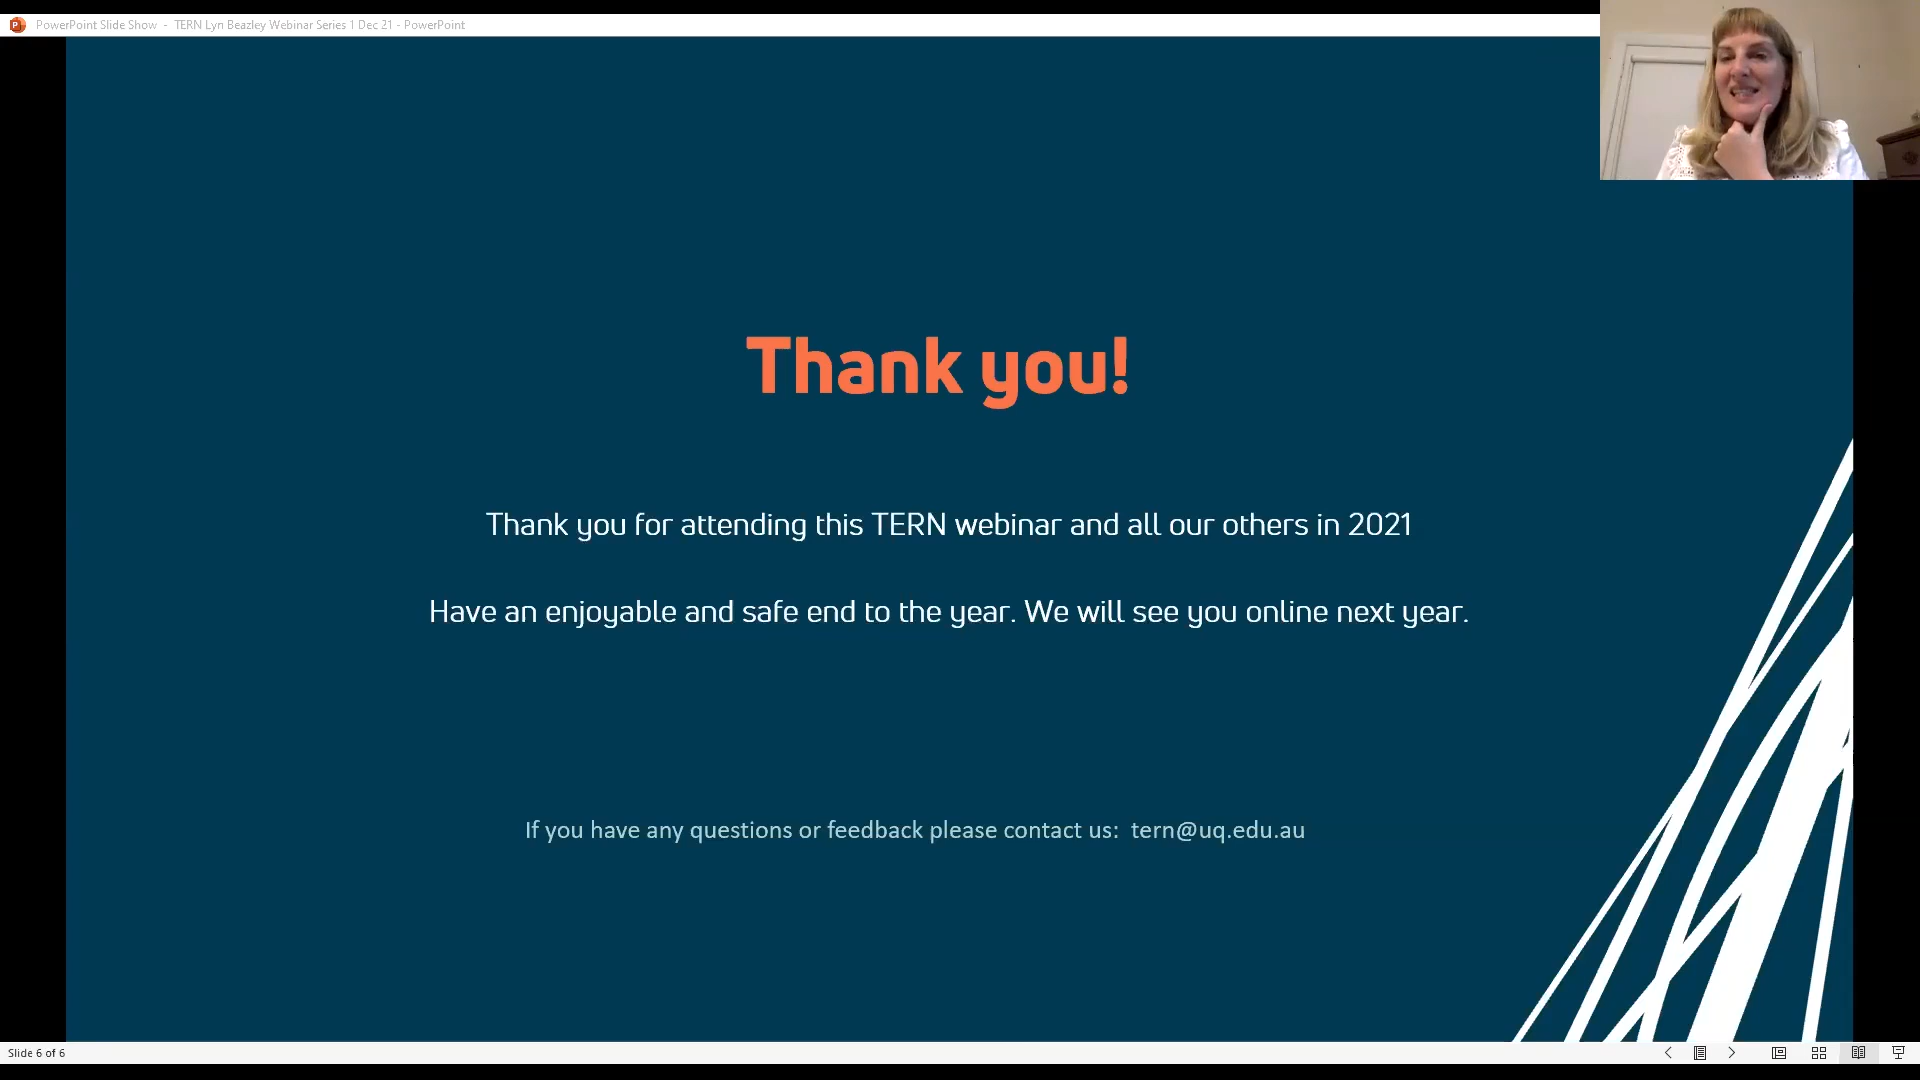 PowerPoint Slide Show - TERN Lyn Beazley Webinar Series 1 Dec 21 - PowerPoint
Thank you!
Thank you for attending this TERN webinar and all our others in 2021
Have an enjoyable and safe end to the year. We will see you online next year.
If you have any questions or feedback please contact us: tern@uq.edu.au
Slide 6 of 6